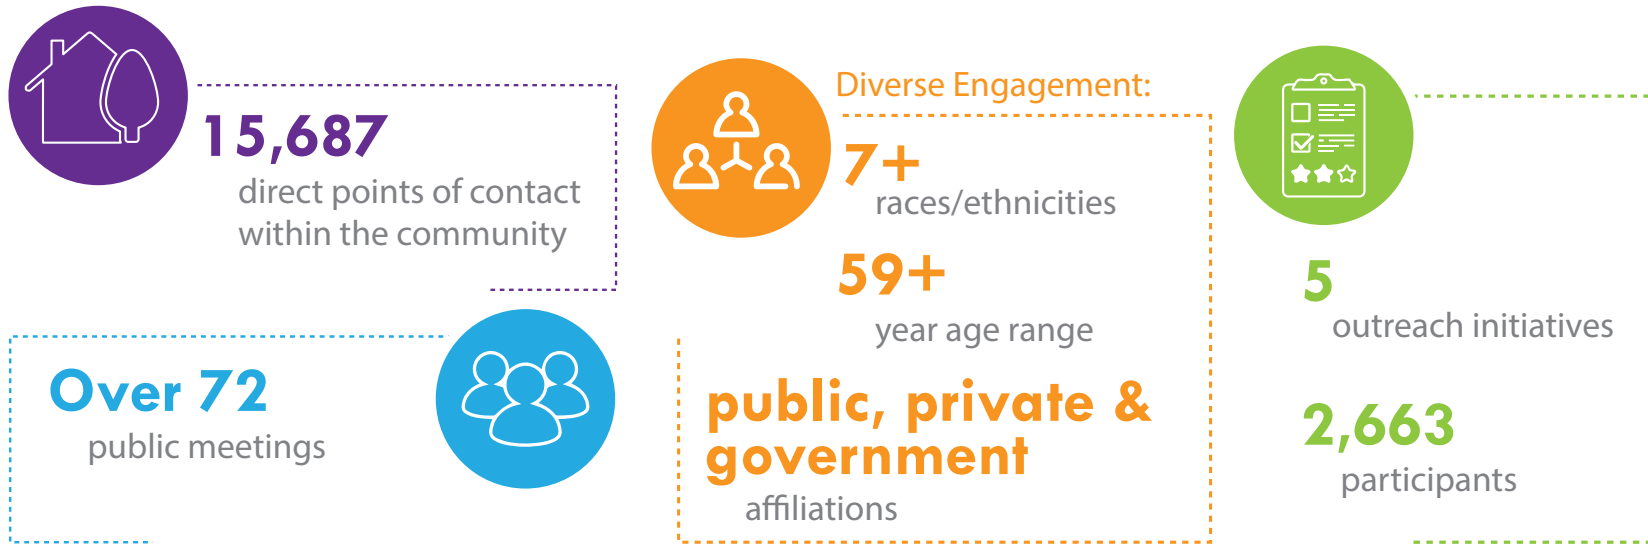 15,687
direct points of contact
within the community
Over 72
public meetings
Diverse Engagement:
7+
races/ethnicities
59+
year age range
public, private &
government
affiliations
5
outreach initiatives
2,663
participants